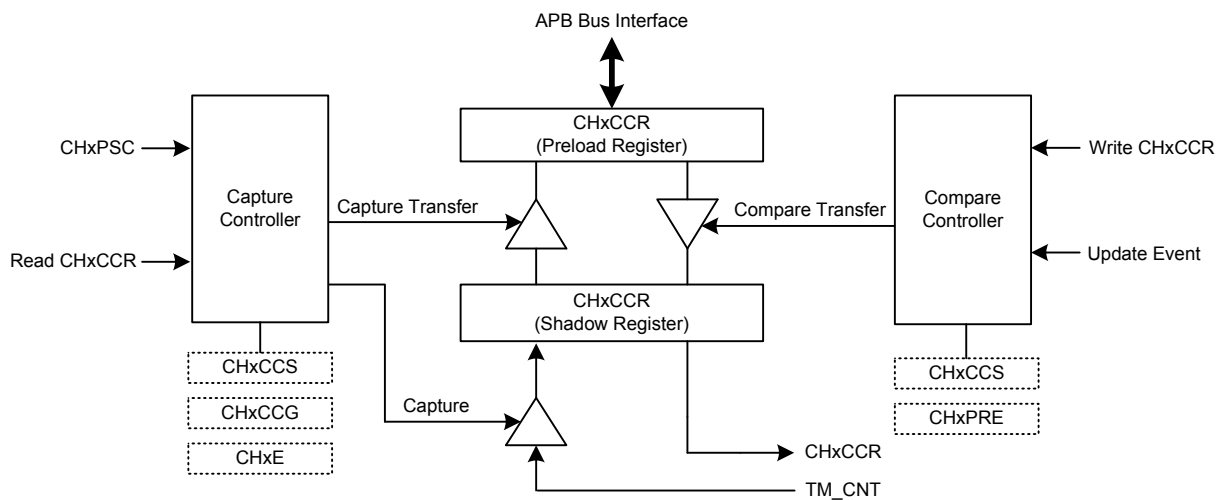 APB Bus Interface
CHxCCR
(Preload Register)
CHxPSC
Write CHxCCR
Capture
Controller
Compare
Controller
Capture Transfer
Compare Transfer
Read CHxCCR
Update Event
CHxCCR
(Shadow Register)
CHxCCS
CHxCCS
CHxCCG
Capture
CHxPRE
CHxE
CHxCCR
TM_CNT